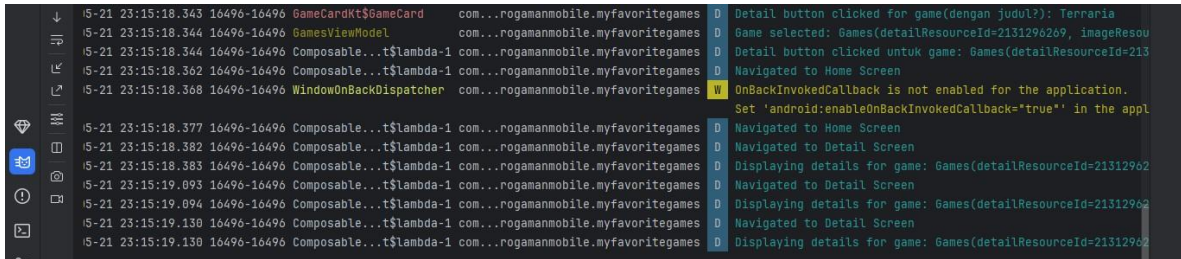 05-21 23:15:18.343 16496-16496 GameCardKt$GameCard com...rogamanmobile.myfavoritegames D Detail button clicked for game(dengan judul?): Terraria
05-21 23:15:18.344 16496-16496 GamesViewModel com...rogamanmobile.myfavoritegames D Game selected: Games(detailResourceId=2131296269, imageResou
05-21 23:15:18.344 16496-16496 Composable...t$lambda-1 com...rogamanmobile.myfavoritegames D Detail button clicked untuk game: Games(detailResourceId=213
05-21 23:15:18.362 16496-16496 Composable...t$lambda-1 com...rogamanmobile.myfavoritegames D Navigated to Home Screen
05-21 23:15:18.368 16496-16496 WindowOnBackDispatcher com...rogamanmobile.myfavoritegames W OnBackInvokedCallback is not enabled for the application.
Set 'android:enableOnBackInvokedCallback="true"' in the appl
05-21 23:15:18.377 16496-16496 Composable...t$lambda-1 com...rogamanmobile.myfavoritegames D Navigated to Home Screen
05-21 23:15:18.382 16496-16496 Composable...t$lambda-1 com...rogamanmobile.myfavoritegames D Navigated to Detail Screen
05-21 23:15:18.383 16496-16496 Composable...t$lambda-1 com...rogamanmobile.myfavoritegames D Displaying details for game: Games(detailResourceId=21312962
05-21 23:15:19.093 16496-16496 Composable...t$lambda-1 com...rogamanmobile.myfavoritegames D Navigated to Detail Screen
05-21 23:15:19.094 16496-16496 Composable...t$lambda-1 com...rogamanmobile.myfavoritegames D Displaying details for game: Games(detailResourceId=21312962
05-21 23:15:19.130 16496-16496 Composable...t$lambda-1 com...rogamanmobile.myfavoritegames D Navigated to Detail Screen
05-21 23:15:19.130 16496-16496 Composable...t$lambda-1 com...rogamanmobile.myfavoritegames D Displaying details for game: Games(detailResourceId=21312962